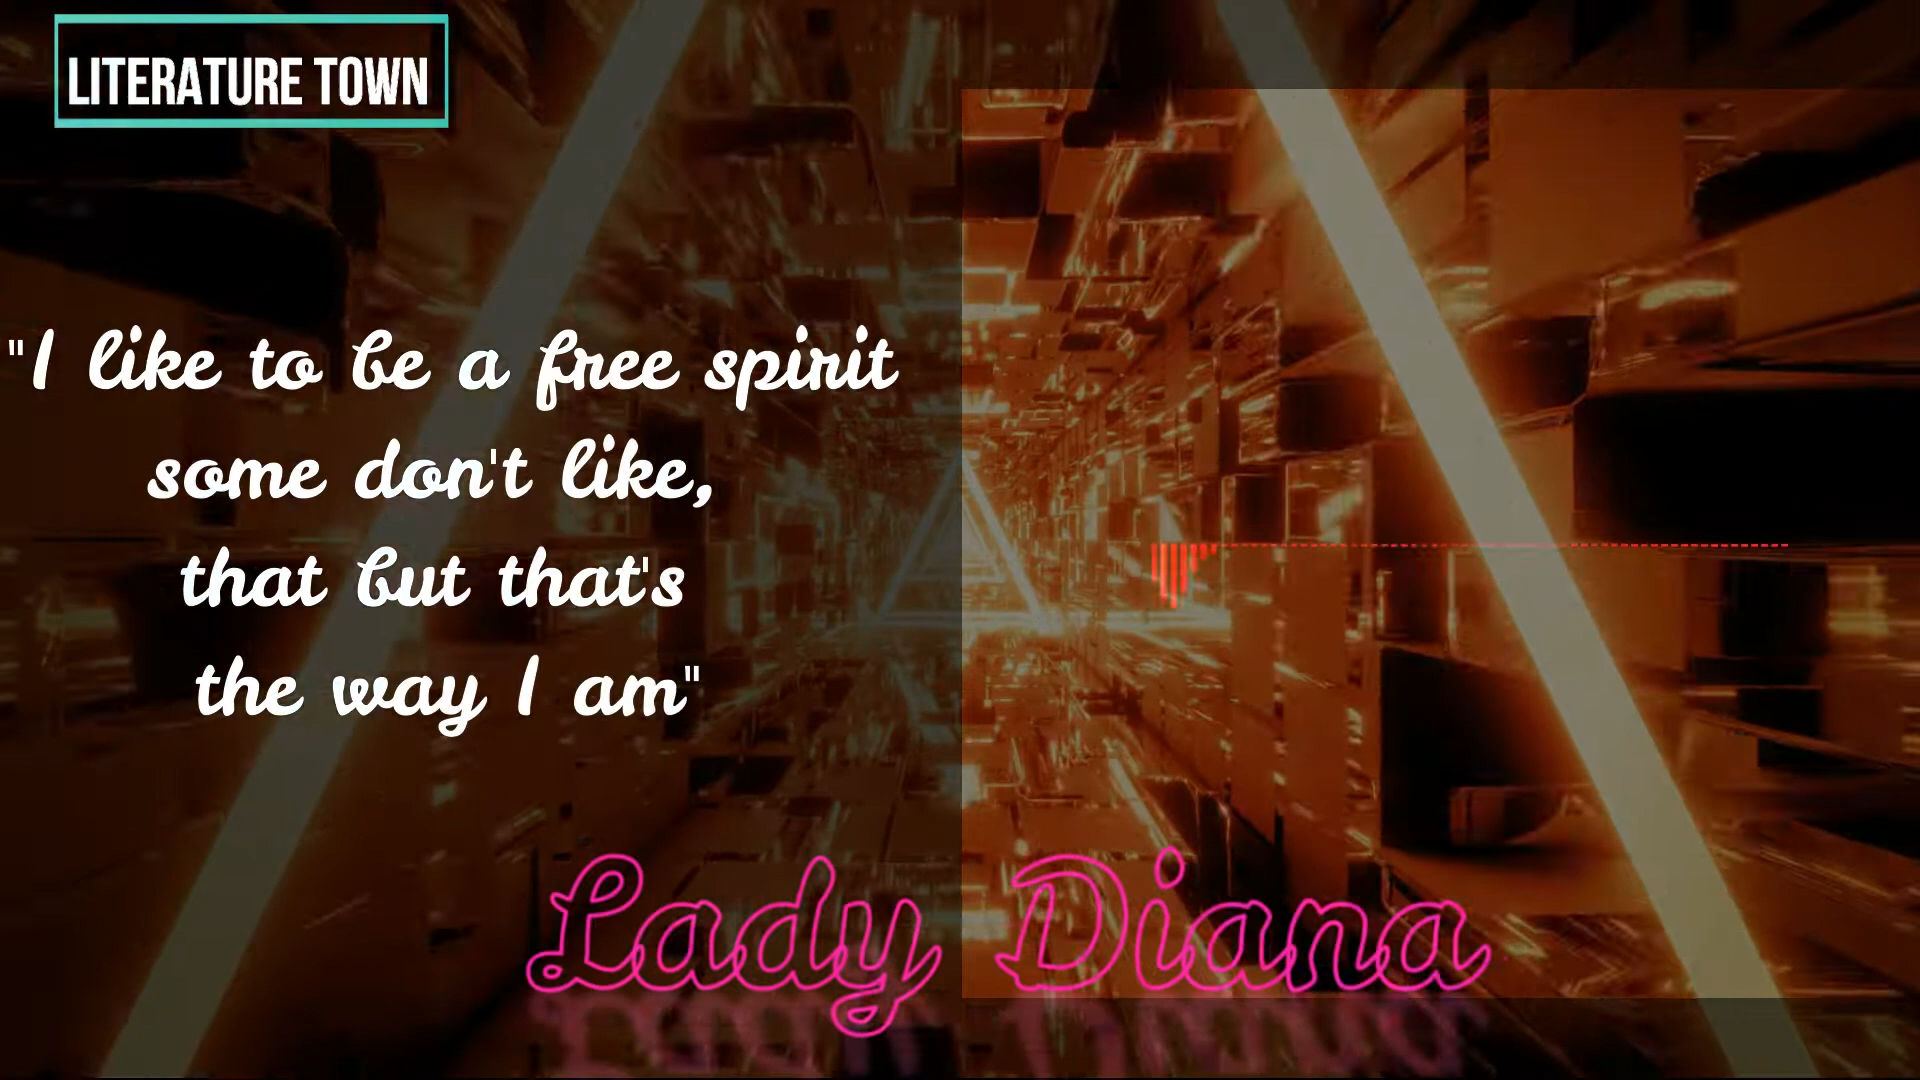 LITERATURE TOWN
"I like to be a free spirit
some don't like,
that but that's
the way I am"
Lady Diana